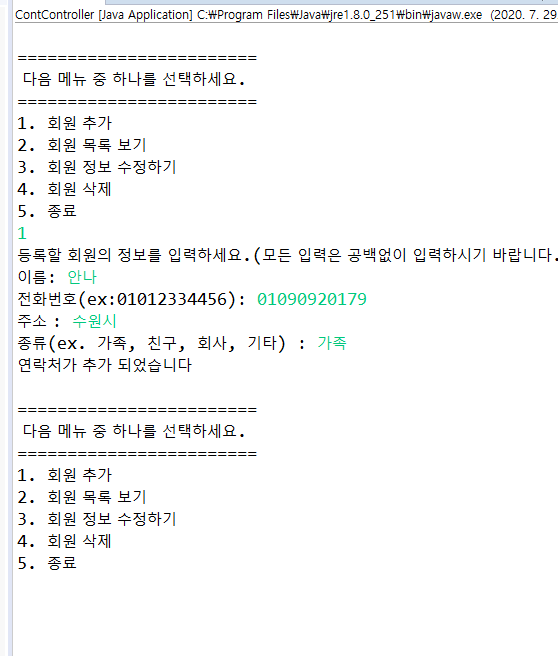 ContController [Java Application] C:₩Program Files₩Java₩jre1.8.0_251₩bin₩javaw.exe (2020. 7. 29
========================
다음 메뉴 중 하나를 선택하세요.
========================
1. 회원 추가
2. 회원 목록 보기
3. 회원 정보 수정하기
4. 회원 삭제
5. 종료
1
등록할 회원의 정보를 입력하세요.(모든 입력은 공백없이 입력하시기 바랍니다.
이름: 안나
전화번호(ex:01012334456): 01090920179
주소 : 수원시
종류(ex. 가족, 친구, 회사, 기타) : 가족
연락처가 추가 되었습니다
========================
다음 메뉴 중 하나를 선택하세요.
========================
1. 회원 추가
2. 회원 목록 보기
3. 회원 정보 수정하기
4. 회원 삭제
5. 종료